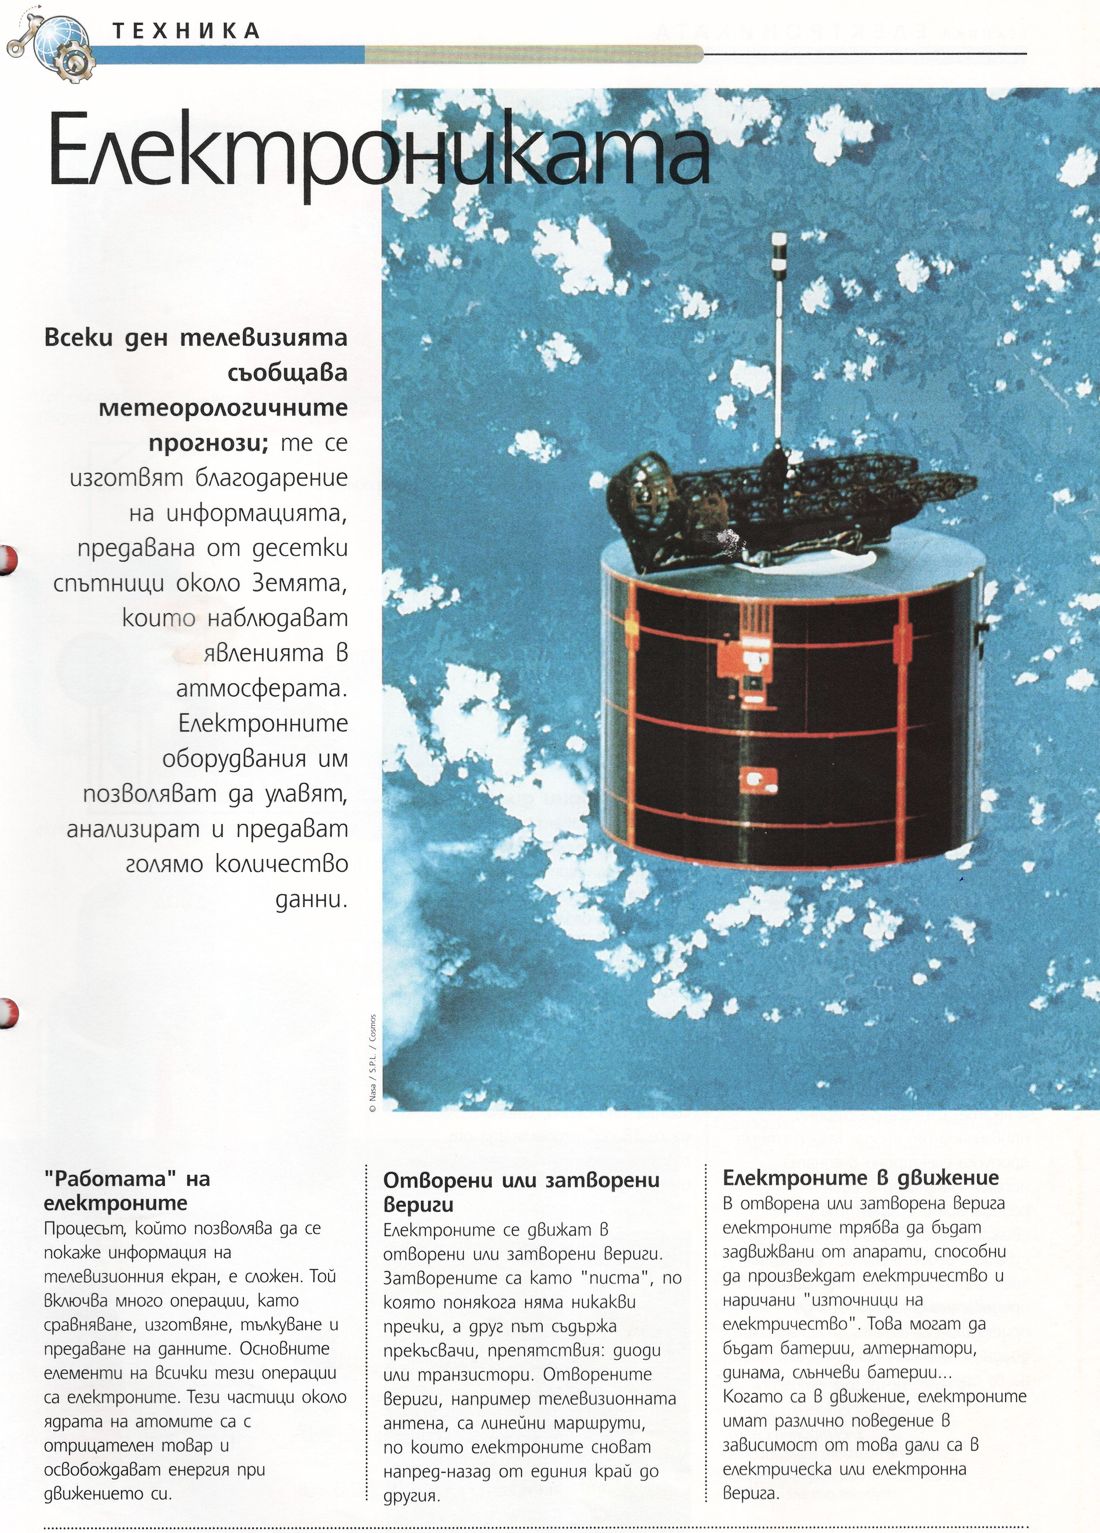 ТЕХНИКА
Електрониката
Всеки ден телевизията
съобщава
метеорологичните
прогнози; те се
изготвят благодарение
на информацията,
предавана от десетки
спътници около Земята,
които наблюдават
явленията в
атмосферата.
Електронните
оборудвания им
позволяват да улавят,
анализират и предават
голямо количество
данни.
© Nasa / S.P.L. / Cosmos
"Работата" на
електроните
Процесът, който позволява да се
покаже информация на
телевизионния екран, е сложен. Той
включва много операции, като
сравняване, изготвяне, тълкуване и
предаване на данните. Основните
елементи на всички тези операции
са електроните. Тези частици около
ядрата на атомите са с
отрицателен товар и
освобождават енергия при
движението си.
Отворени или затворени
вериги
Електроните се движат в
отворени или затворени вериги.
Затворените са като "писта", по
която понякога няма никакви
пречки, а друг път съдържа
прекъсвачи, препятствия: диоди
или транзистори. Отворените
вериги, например телевизионната
антена, са линейни маршрути,
по които електроните сноват
напред-назад от единия край до
другия.
Електроните в движение
В отворена или затворена верига
електроните трябва да бъдат
задвижвани от апарати, способни
да произвеждат електричество и
наричани "източници на
електричество". Това могат да
бъдат батерии, алтернатори,
динама, слънчеви батерии...
Когато са в движение, електроните
имат различно поведение в
зависимост от това дали са в
електрическа или електронна
верига.